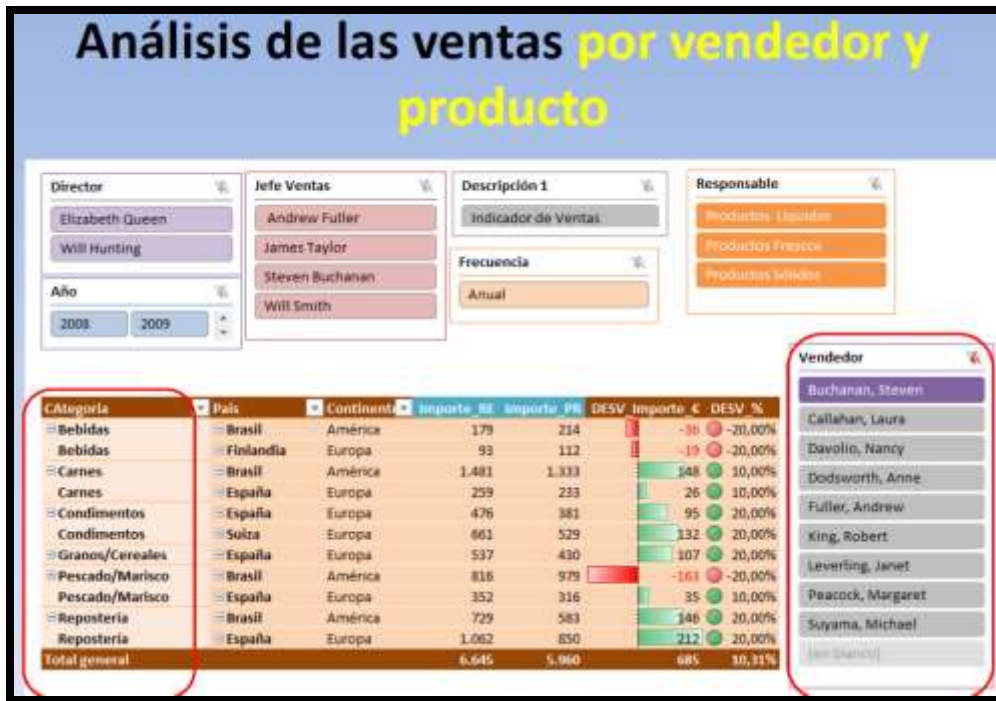 Análisis de las ventas por vendedor y
producto
Director
Elizabeth Queen
Will Hunting
Año
2008 2009
Jefe Ventas
Andrew Fuller
James Taylor
Steven Buchanan
Will Smith
Descripción 1
Indicador de Ventas
Frecuencia
Anual
Responsable
Productos Líquidos
Productos Frescos
Productos Sólidos
Vendedor
Buchanan, Steven
Callahan, Laura
Davolio, Nancy
Dodsworth, Anne
Fuller, Andrew
King, Robert
Leverling, Janet
Peacock, Margaret
Suyama, Michael
(en blanco)
CAtegoria País Continente Importe_RE Importe_PR DESV_Importe_€ DESV_%
Bebidas Brasil América 179 214 -36 -20,00%
Bebidas Finlandia Europa 93 112 -19 -20,00%
Carnes Brasil América 1.481 1.333 148 10,00%
Carnes España Europa 259 233 26 10,00%
Condimentos España Europa 476 381 95 20,00%
Condimentos Suiza Europa 661 529 132 20,00%
Granos/Cereales España Europa 537 430 107 20,00%
Pescado/Marisco Brasil América 816 979 -163 -20,00%
Pescado/Marisco España Europa 352 316 35 10,00%
Repostería Brasil América 729 583 146 20,00%
Repostería España Europa 1.062 850 212 20,00%
Total general 6.645 5.960 685 10,31%